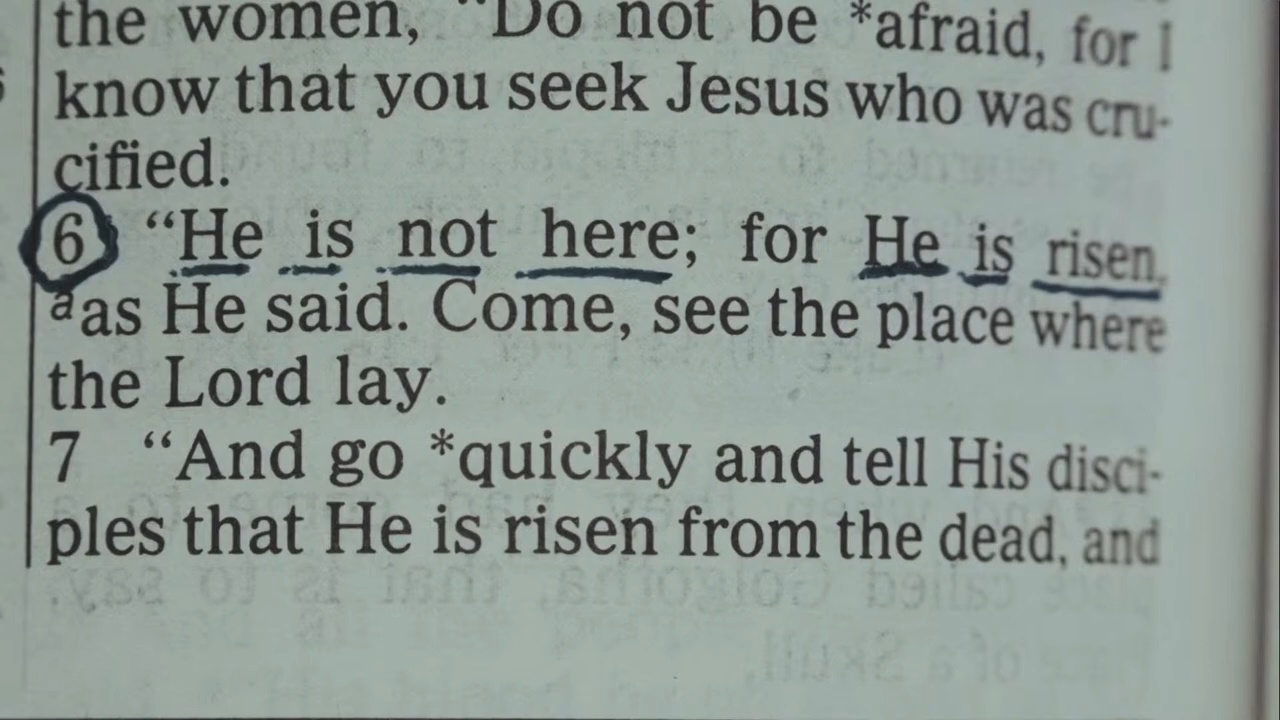 the women, "Do not be *afraid, for I
know that you seek Jesus who was cru-
cified.
6 "He is not here; for He is risen,
aas He said. Come, see the place where
the Lord lay.
7 "And go *quickly and tell His disci-
ples that He is risen from the dead, and